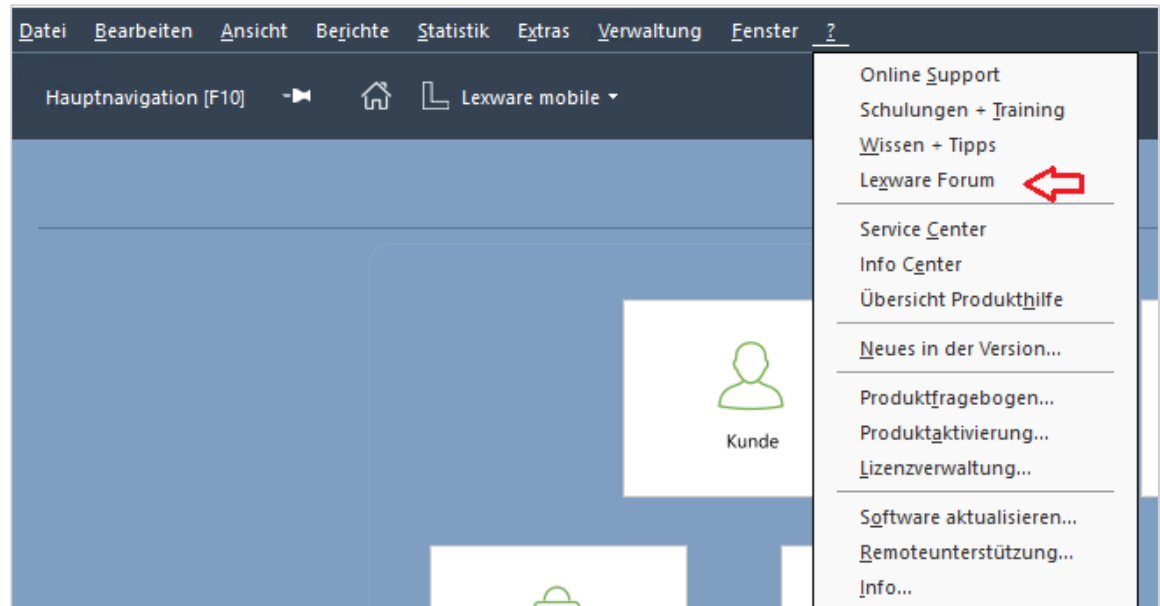 Datei Bearbeiten Ansicht Berichte Statistik Extras Verwaltung Fenster ?
Hauptnavigation [F10] Lexware mobile
Online Support
Schulungen + Training
Wissen + Tipps
Lexware Forum
Service Center
Info Center
Übersicht Produkthilfe
Neues in der Version...
Produktfragebogen...
Produktaktivierung...
Lizenzverwaltung...
Software aktualisieren...
Remoteunterstützung...
Info...
Kunde